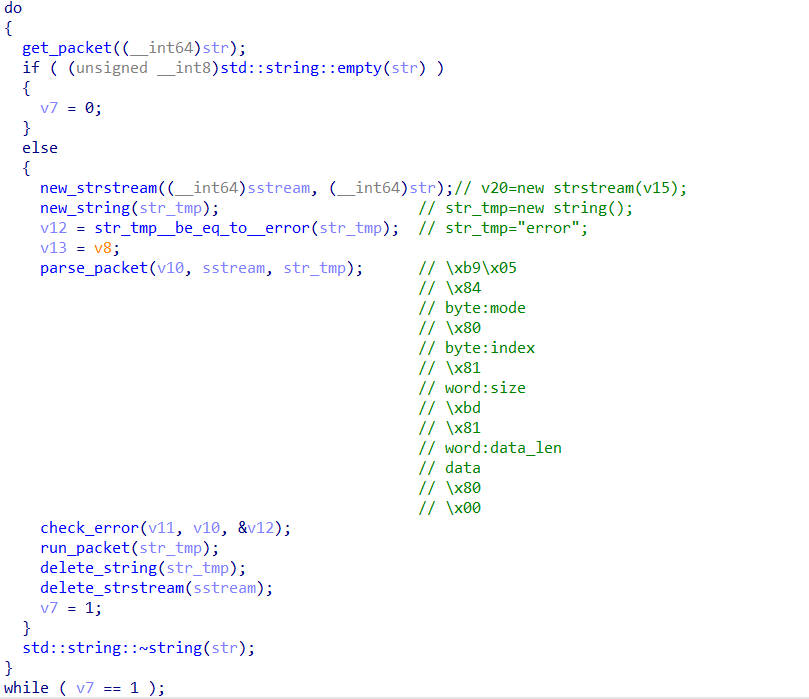 do
{
get_packet((__int64)str);
if ( (unsigned __int8)std::string::empty(str) )
{
v7 = 0;
}
else
{
new_strstream((__int64)sstream, (__int64)str);// v20=new strstream(v15);
new_string(str_tmp); // str_tmp=new string();
v12 = str_tmp__be_eq_to__error(str_tmp); // str_tmp="error";
v13 = v8;
parse_packet(v10, sstream, str_tmp); // \xb9\x05
// \x84
// byte:mode
// \x80
// byte:index
// \x81
// word:size
// \xbd
// \x81
// word:data_len
// data
// \x80
// \x00
check_error(v11, v10, &v12);
run_packet(str_tmp);
delete_string(str_tmp);
delete_strstream(sstream);
v7 = 1;
}
std::string::~string(str);
}
while ( v7 == 1 );